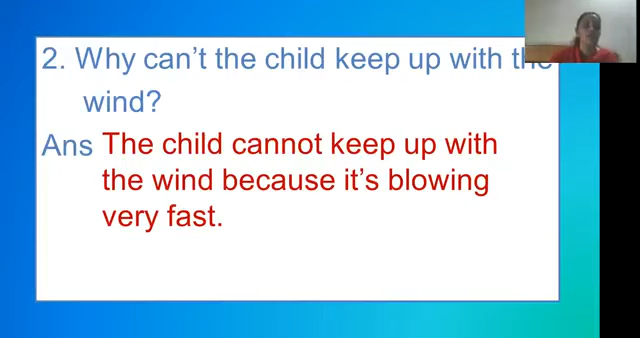 2. Why can't the child keep up with the
wind?
Ans The child cannot keep up with
the wind because it's blowing
very fast.